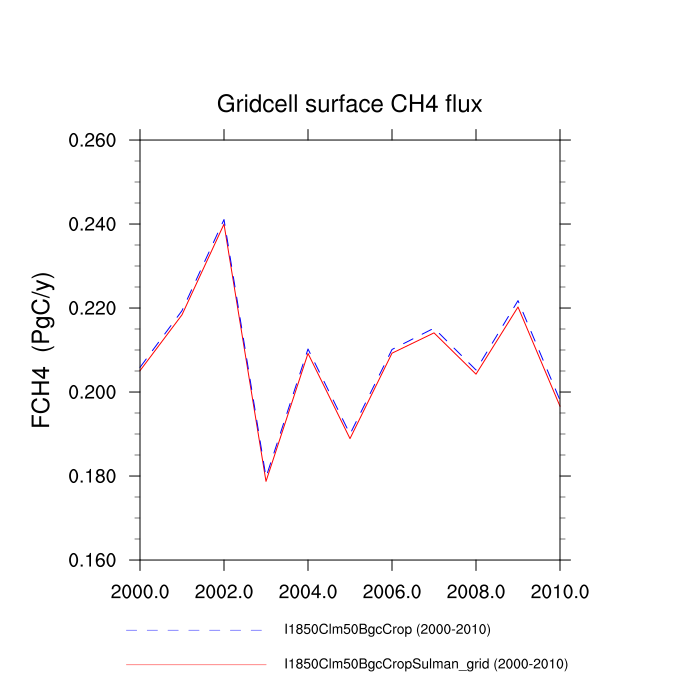 Gridcell surface CH4 flux
0.260
0.240
0.220
0.200
0.180
0.160
FCH4 (PgC/y)
2000.0 2002.0 2004.0 2006.0 2008.0 2010.0
I1850Clm50BgcCrop (2000-2010)
I1850Clm50BgcCropSulman_grid (2000-2010)